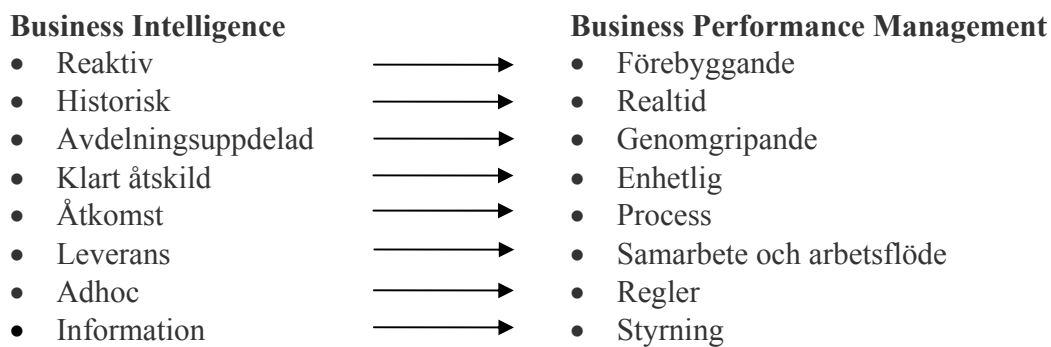 Business Intelligence Business Performance Management
• Reaktiv • Förebyggande
• Historisk • Realtid
• Avdelningsuppdelad • Genomgripande
• Klart åtskild • Enhetlig
• Åtkomst • Process
• Leverans • Samarbete och arbetsflöde
• Adhoc • Regler
• Information • Styrning